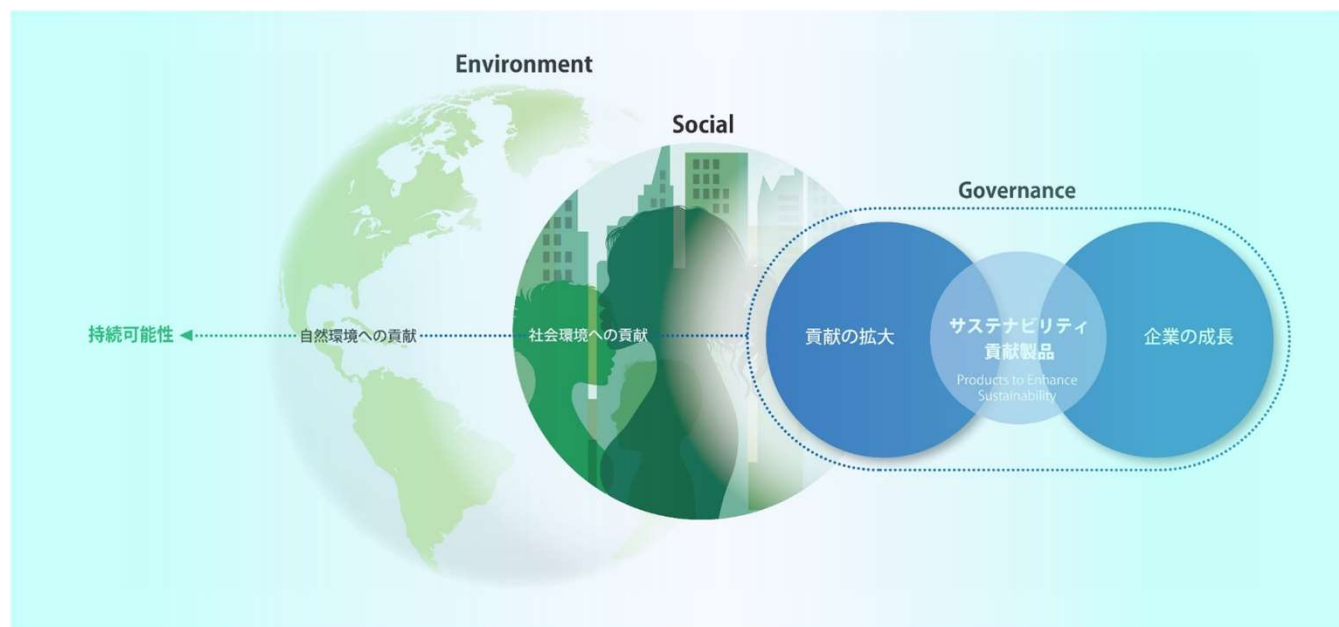 Environment
Social
Governance
持続可能性
自然環境への貢献
社会環境への貢献
貢献の拡大
サステナビリティ
貢献製品
Products to Enhance
Sustainability
企業の成長